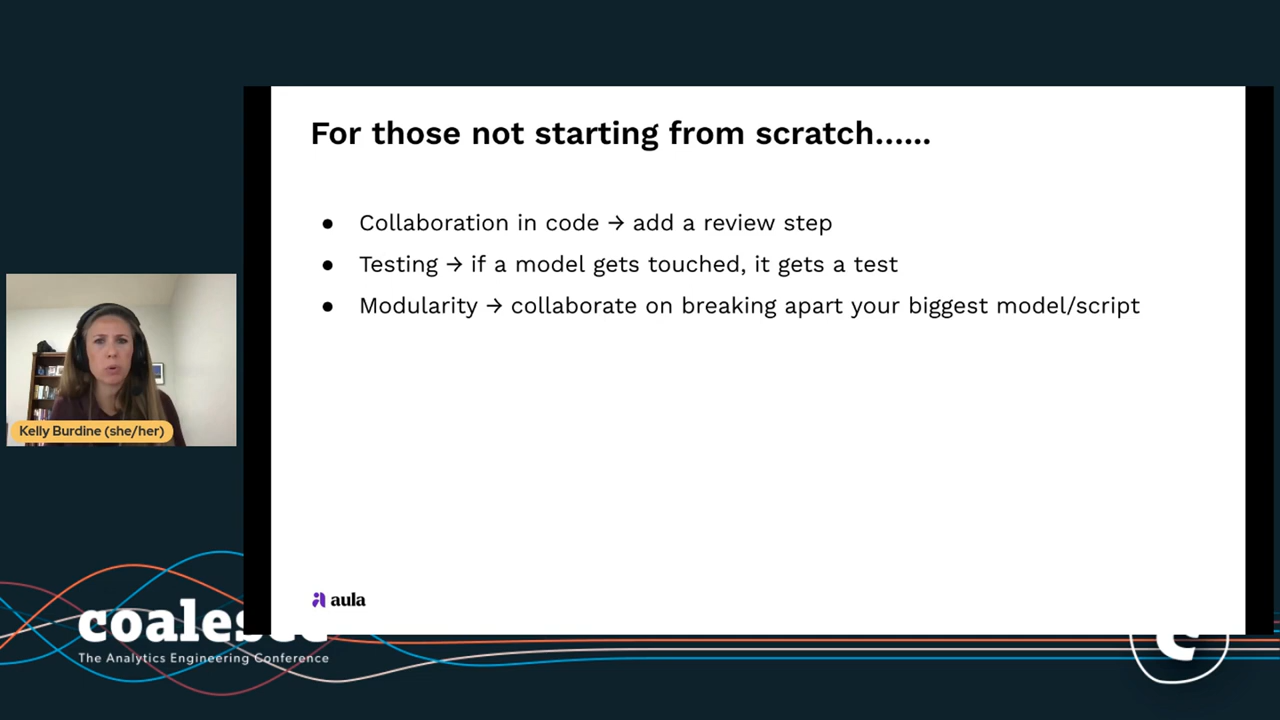 For those not starting from scratch......
● Collaboration in code → add a review step
● Testing → if a model gets touched, it gets a test
● Modularity → collaborate on breaking apart your biggest model/script
Kelly Burdine (she/her)
aula
The Analytics Engineering Conference